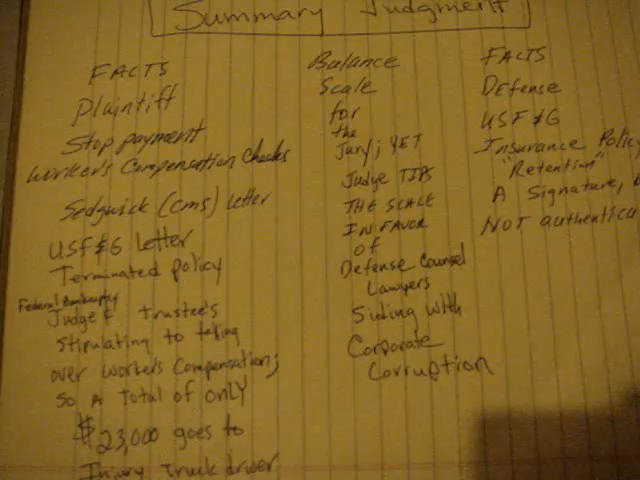 Summary Judgment
FACTS
Plaintiff
Stop payment
Worker's Compensation Checks
Sedgwick (cms) Letter
USF&G Letter
Terminated policy
Federal Bankruptcy
Judge & Trustee's
Stipulating to taking
over Worker's Compensation;
So A Total of only
$23,000 goes to
Injury Truck driver
Balance
Scale
for
the
Jury; YET
Judge TIPS
THE SCALE
IN FAVOR
of
Defense Counsel
Lawyers
Siding with
Corporate
Corruption
FACTS
Defense
USF&G
Insurance Policy
"Retention"
A Signature,
NOT authentica